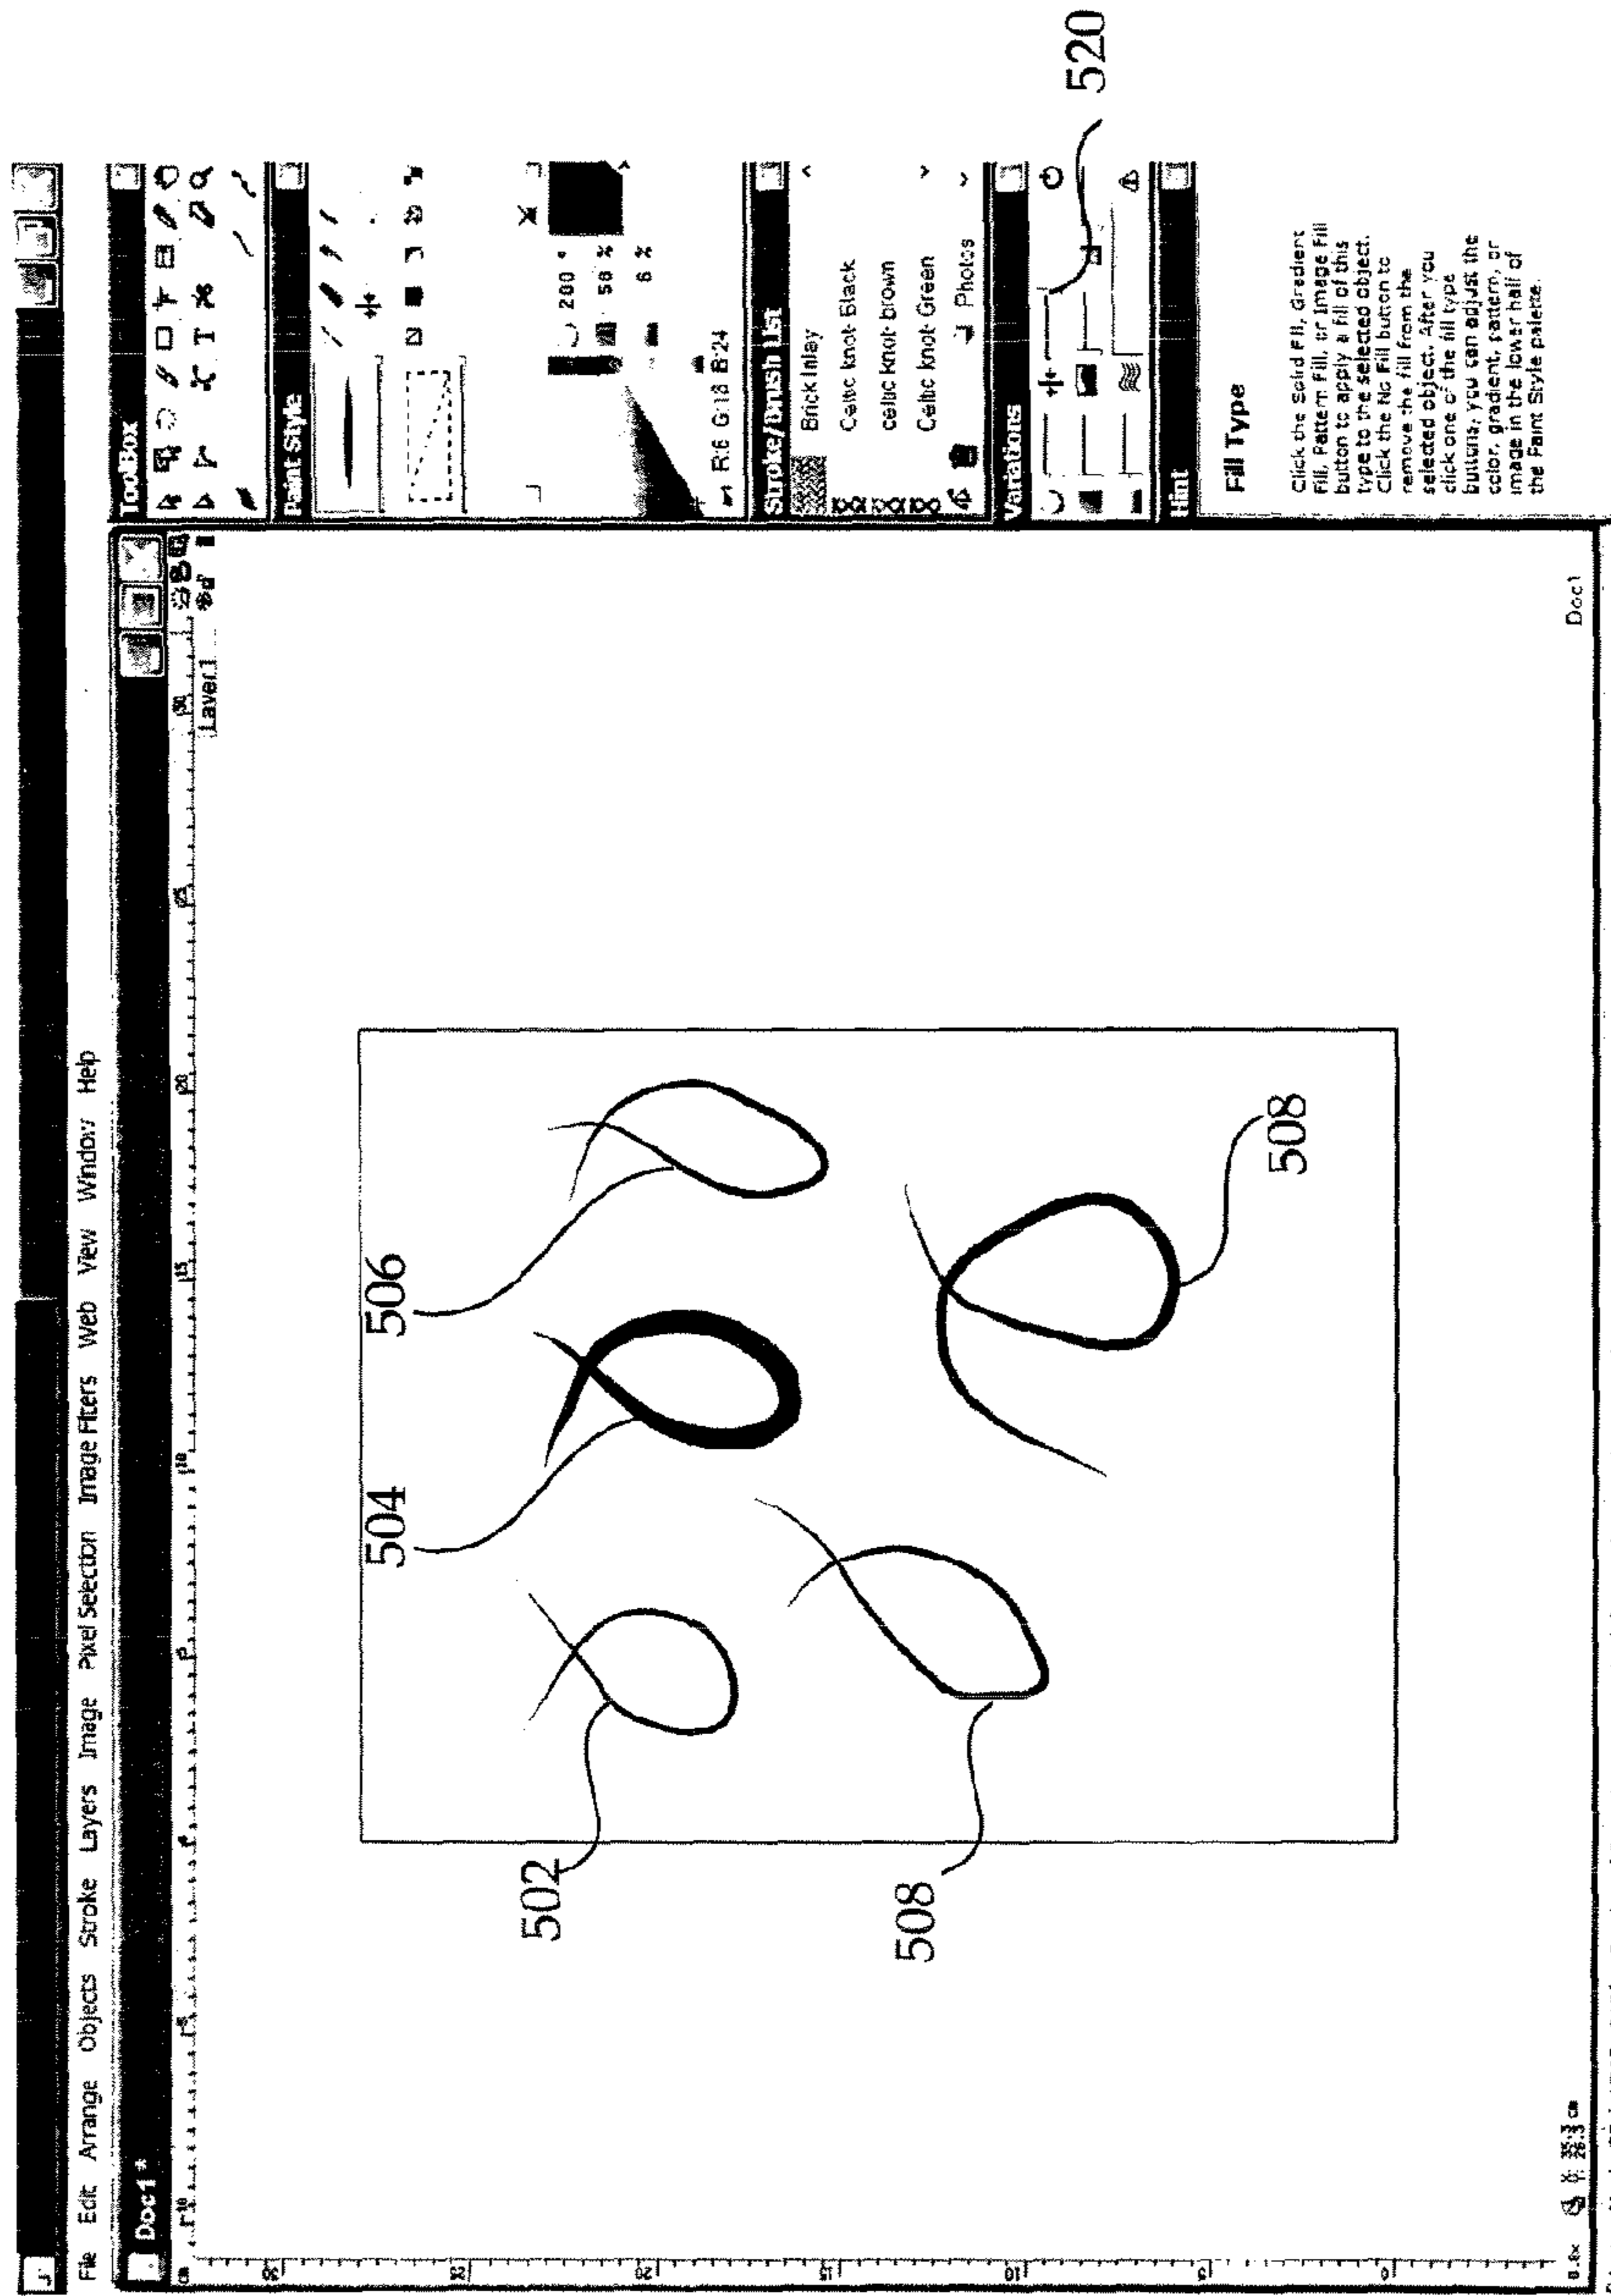 File Edit Arrange Objects Stroke Layers Image Pixel Selection Image Filters Web View Window Help
Doc1 *
cm
Layer 1
502
504
506
508
508
Doc1
ToolBox
Paint Style
200 °
50 %
6 %
Stroke/Brush List
Brick Inlay
Celtic knot-Black
celtic knot-brown
Celtic knot-Green
Photos
Variations
520
Hint
Fill Type
Click the Solid Fill, Gradient
Fill, Pattern Fill, or Image Fill
button to apply a fill of this
type to the selected object.
Click the No Fill button to
remove the fill from the
selected object. After you
click one of the fill type
buttons, you can adjust the
color, gradient, pattern, or
image in the lower half of
the Paint Style palette.